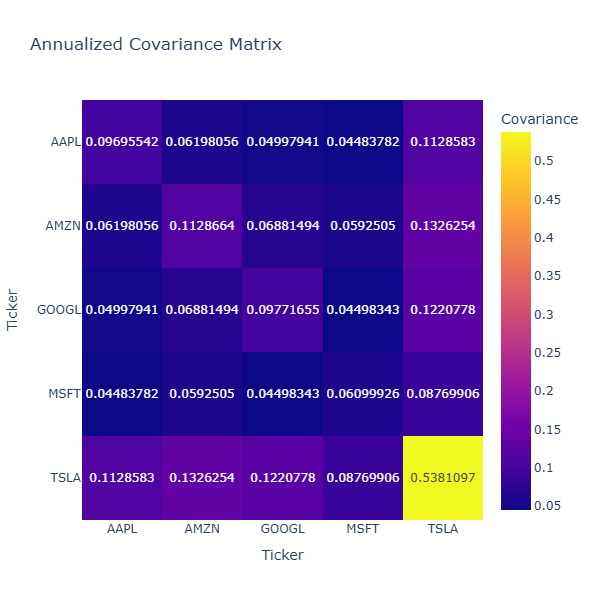 Annualized Covariance Matrix
Covariance
AAPL 0.09695542 0.06198056 0.04997941 0.04483782 0.1128583
AMZN 0.06198056 0.1128664 0.06881494 0.0592505 0.1326254
GOOGL 0.04997941 0.06881494 0.09771655 0.04498343 0.1220778
MSFT 0.04483782 0.0592505 0.04498343 0.06099926 0.08769906
TSLA 0.1128583 0.1326254 0.1220778 0.08769906 0.5381097
AAPL AMZN GOOGL MSFT TSLA
Ticker
Ticker
0.5
0.45
0.4
0.35
0.3
0.25
0.2
0.15
0.1
0.05